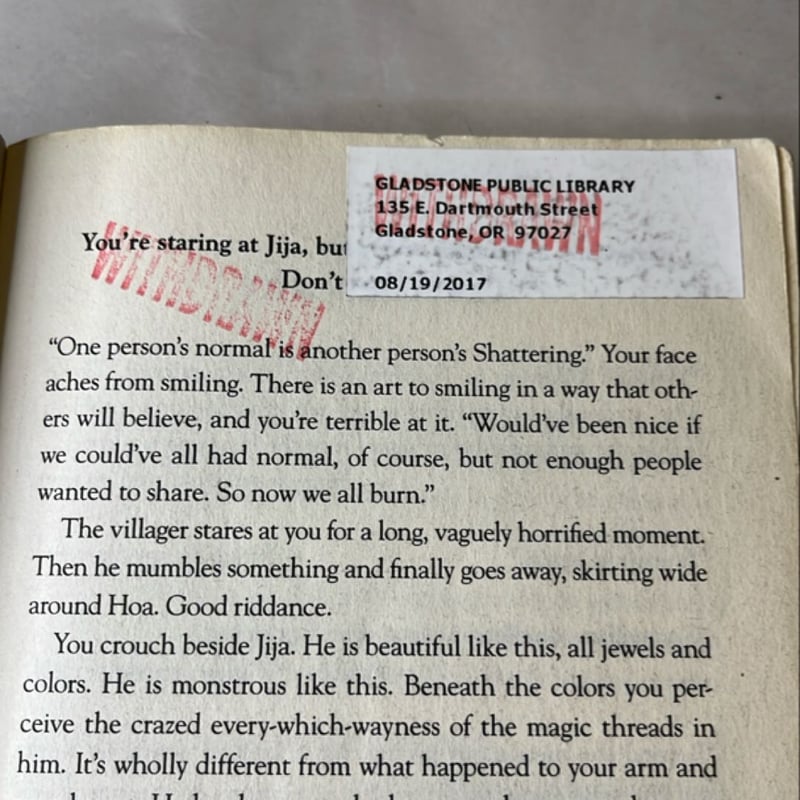 GLADSTONE PUBLIC LIBRARY
135 E. Dartmouth Street
Gladstone, OR 97027
08/19/2017
WITHDRAWN
You're staring at Jija, but
WITHDRAWN
Don't
"One person's normal is another person's Shattering." Your face
aches from smiling. There is an art to smiling in a way that oth-
ers will believe, and you're terrible at it. "Would've been nice if
we could've all had normal, of course, but not enough people
wanted to share. So now we all burn."
The villager stares at you for a long, vaguely horrified moment.
Then he mumbles something and finally goes away, skirting wide
around Hoa. Good riddance.
You crouch beside Jija. He is beautiful like this, all jewels and
colors. He is monstrous like this. Beneath the colors you per-
ceive the crazed every-which-wayness of the magic threads in
him. It's wholly different from what happened to your arm and